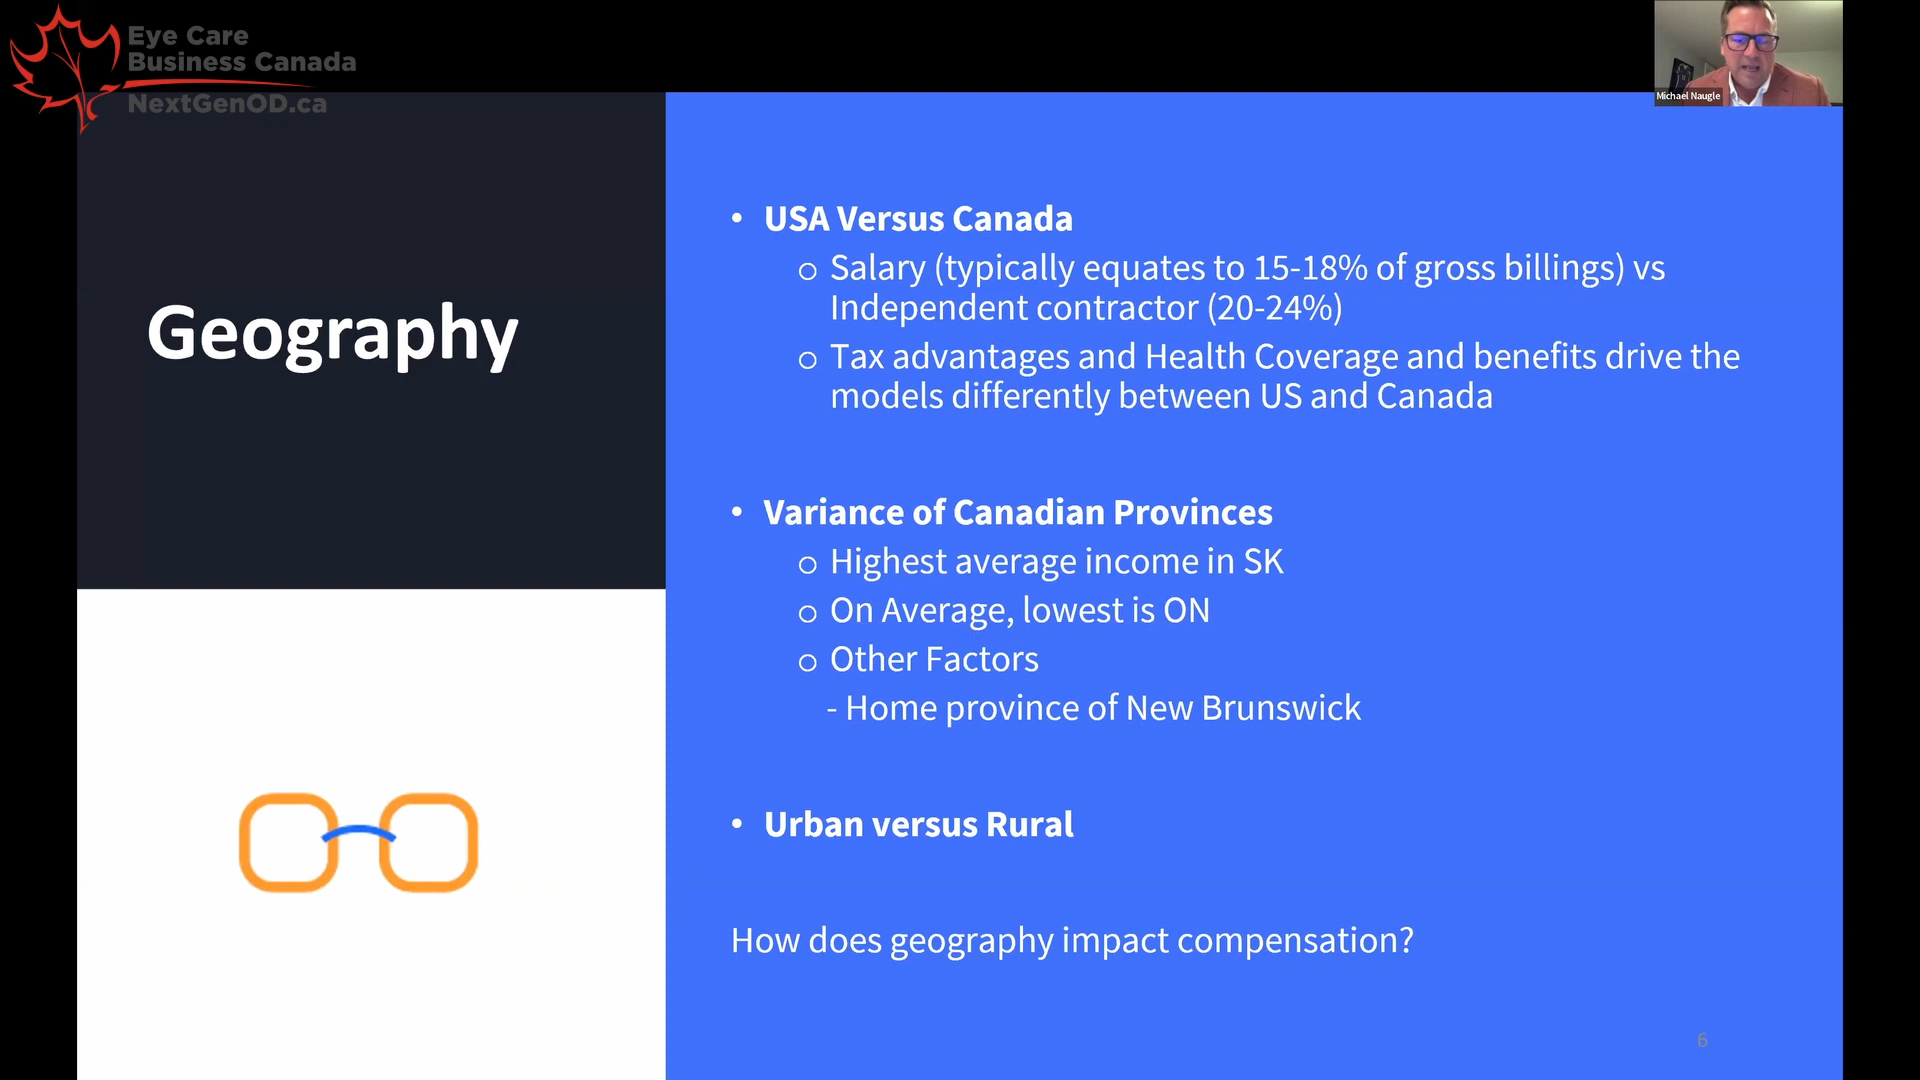 Eye Care
Business Canada
NextGenOD.ca
Michael Naugle
Geography
• USA Versus Canada
o Salary (typically equates to 15-18% of gross billings) vs
Independent contractor (20-24%)
o Tax advantages and Health Coverage and benefits drive the
models differently between US and Canada
• Variance of Canadian Provinces
o Highest average income in SK
o On Average, lowest is ON
o Other Factors
- Home province of New Brunswick
• Urban versus Rural
How does geography impact compensation?
6